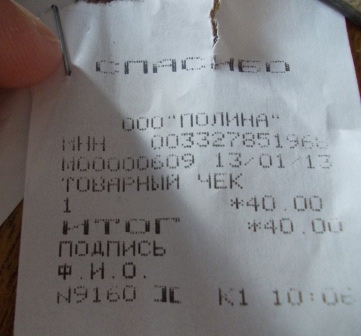 СПАСИБО
ООО "ПОЛИНА"
ИНН 003327851968
М00000609 13/01/13
ТОВАРНЫЙ ЧЕК
1 *40.00
ИТОГ *40.00
ПОДПИСЬ
Ф.И.О.
N9160 К1 10:06